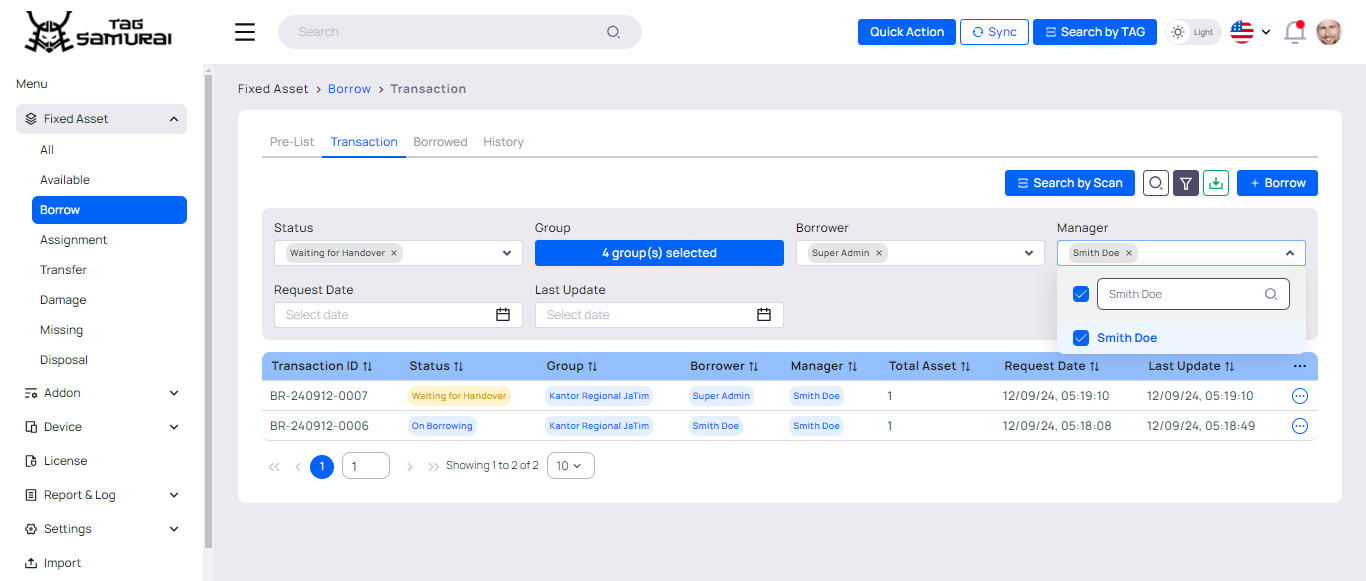 TAG SAMURAI
Search
Quick Action
Sync
Search by TAG
Light
Menu
Fixed Asset
All
Available
Borrow
Assignment
Transfer
Damage
Missing
Disposal
Addon
Device
License
Report & Log
Settings
Import
Fixed Asset > Borrow > Transaction
Pre-List Transaction Borrowed History
Search by Scan
+ Borrow
Status Group Borrower Manager
Waiting for Handover × 4 group(s) selected Super Admin × Smith Doe ×
Smith Doe
Smith Doe
Request Date Last Update
Select date Select date
Transaction ID Status Group Borrower Manager Total Asset Request Date Last Update ...
BR-240912-0007 Waiting for Handover Kantor Regional JaTim Super Admin Smith Doe 1 12/09/24, 05:19:10 12/09/24, 05:19:10
BR-240912-0006 On Borrowing Kantor Regional JaTim Smith Doe Smith Doe 1 12/09/24, 05:18:08 12/09/24, 05:18:49
<< < 1 1 > >> Showing 1 to 2 of 2 10